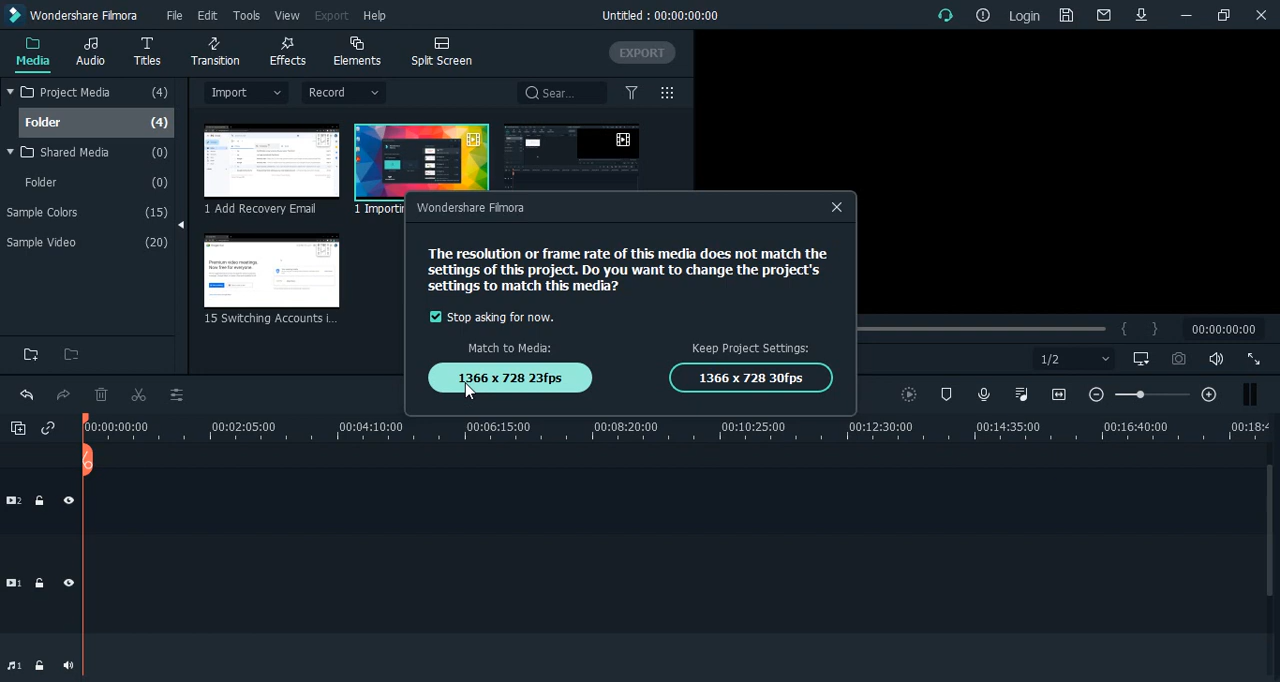 Wondershare Filmora File Edit Tools View Export Help Untitled : 00:00:00:00 Login
Media Audio Titles Transition Effects Elements Split Screen EXPORT
Project Media (4)
Folder (4)
Shared Media (0)
Folder (0)
Sample Colors (15)
Sample Video (20)
Import Record Sear...
1 Add Recovery Email
1 Importin
15 Switching Accounts i...
Wondershare Filmora
The resolution or frame rate of this media does not match the
settings of this project. Do you want to change the project's
settings to match this media?
Stop asking for now.
Match to Media: Keep Project Settings:
1366 x 728 23fps 1366 x 728 30fps
{ } 00:00:00:00
1/2
00:00:00:00 00:02:05:00 00:04:10:00 00:06:15:00 00:08:20:00 00:10:25:00 00:12:30:00 00:14:35:00 00:16:40:00 00:18:4
2
1
1